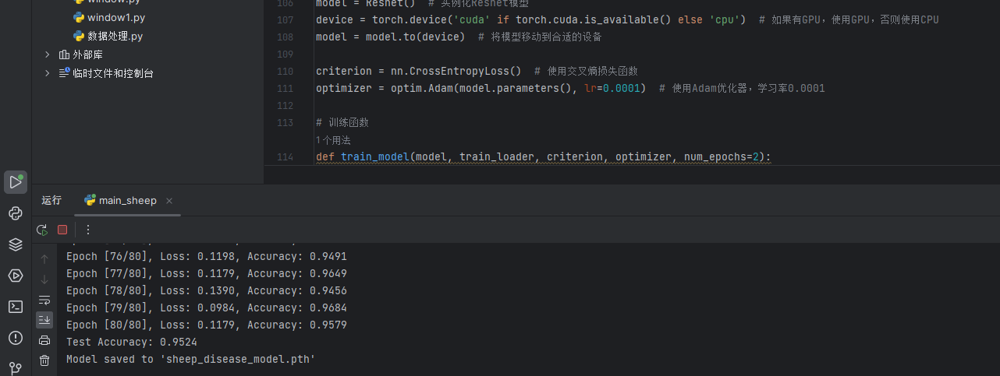 window.py
window1.py
数据处理.py
外部库
临时文件和控制台
106 model = Resnet()  # 实例化Resnet模型
107 device = torch.device('cuda' if torch.cuda.is_available() else 'cpu')  # 如果有GPU，使用GPU，否则使用CPU
108 model = model.to(device)  # 将模型移动到合适的设备
109
110 criterion = nn.CrossEntropyLoss()  # 使用交叉熵损失函数
111 optimizer = optim.Adam(model.parameters(), lr=0.0001)  # 使用Adam优化器，学习率0.0001
112
113 # 训练函数
1个用法
114 def train_model(model, train_loader, criterion, optimizer, num_epochs=2):
运行 main_sheep
Epoch [76/80], Loss: 0.1198, Accuracy: 0.9491
Epoch [77/80], Loss: 0.1179, Accuracy: 0.9649
Epoch [78/80], Loss: 0.1390, Accuracy: 0.9456
Epoch [79/80], Loss: 0.0984, Accuracy: 0.9684
Epoch [80/80], Loss: 0.1179, Accuracy: 0.9579
Test Accuracy: 0.9524
Model saved to 'sheep_disease_model.pth'